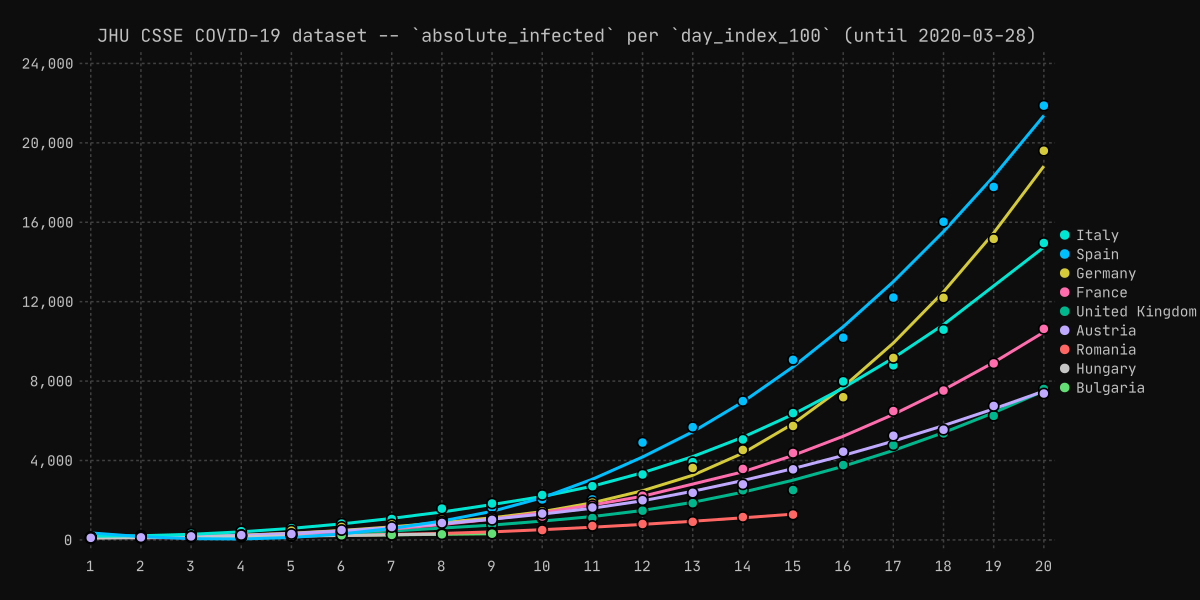 JHU CSSE COVID-19 dataset -- `absolute_infected` per `day_index_100` (until 2020-03-28)
24,000
20,000
16,000
12,000
8,000
4,000
0
1 2 3 4 5 6 7 8 9 10 11 12 13 14 15 16 17 18 19 20
Italy
Spain
Germany
France
United Kingdom
Austria
Romania
Hungary
Bulgaria